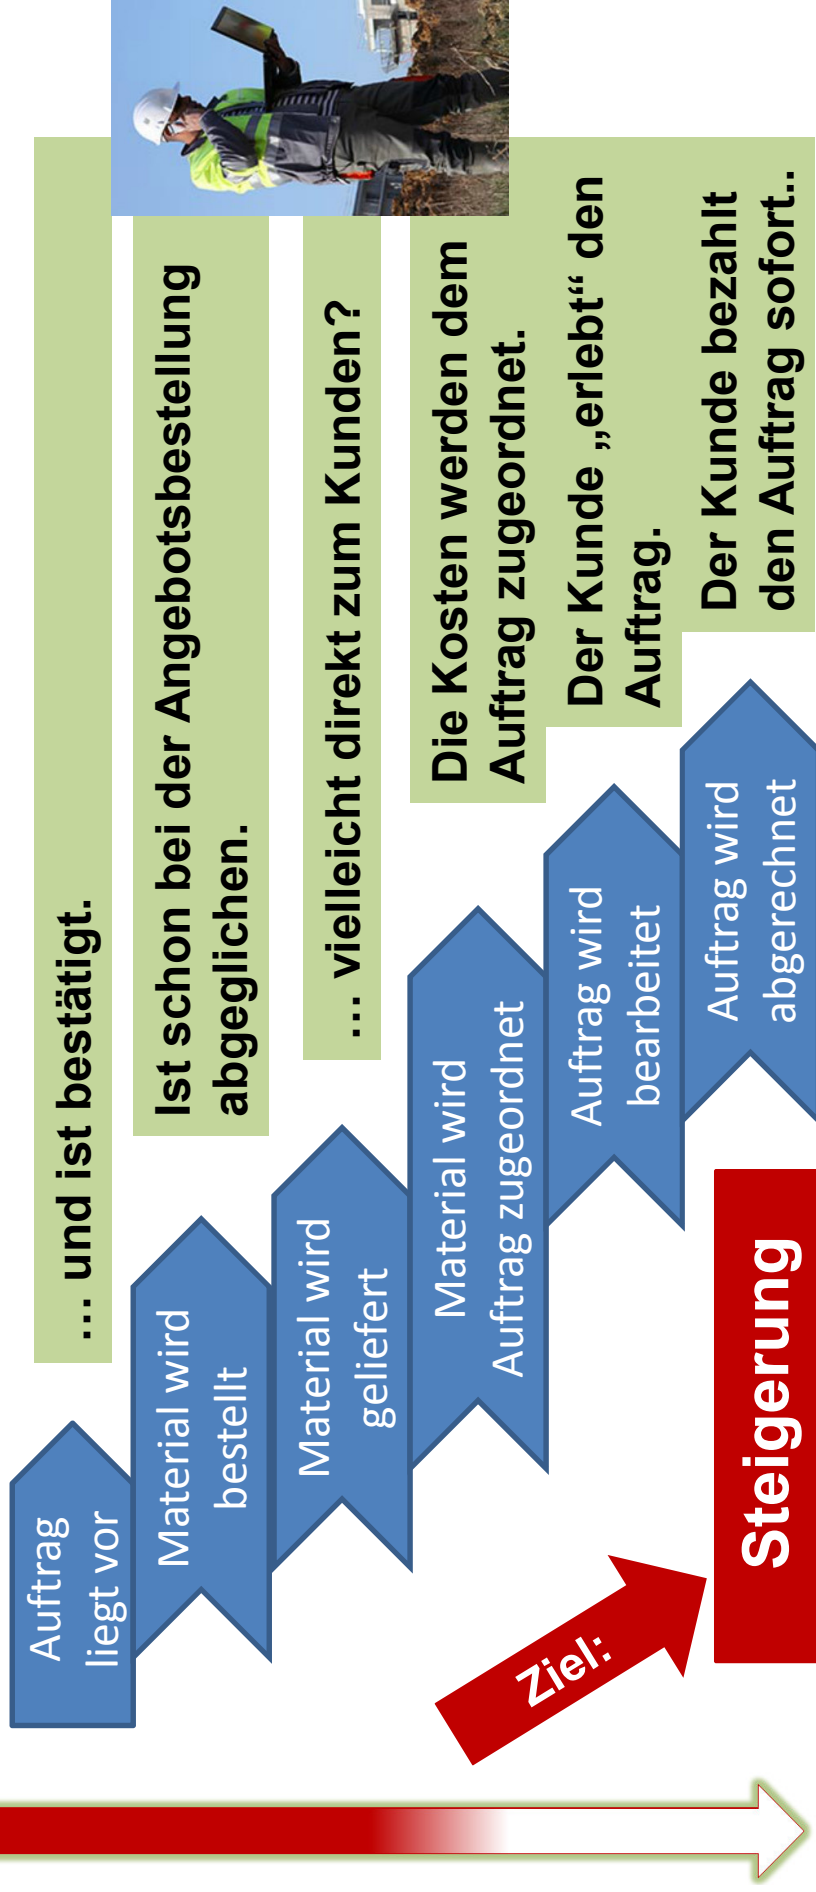 Auftrag
liegt vor
… und ist bestätigt.
Material wird
bestellt
Ist schon bei der Angebotsbestellung
abgeglichen.
Material wird
geliefert
… vielleicht direkt zum Kunden?
Material wird
Auftrag zugeordnet
Die Kosten werden dem
Auftrag zugeordnet.
Auftrag wird
bearbeitet
Der Kunde „erlebt“ den
Auftrag.
Auftrag wird
abgerechnet
Der Kunde bezahlt
den Auftrag sofort..
Ziel:
Steigerung